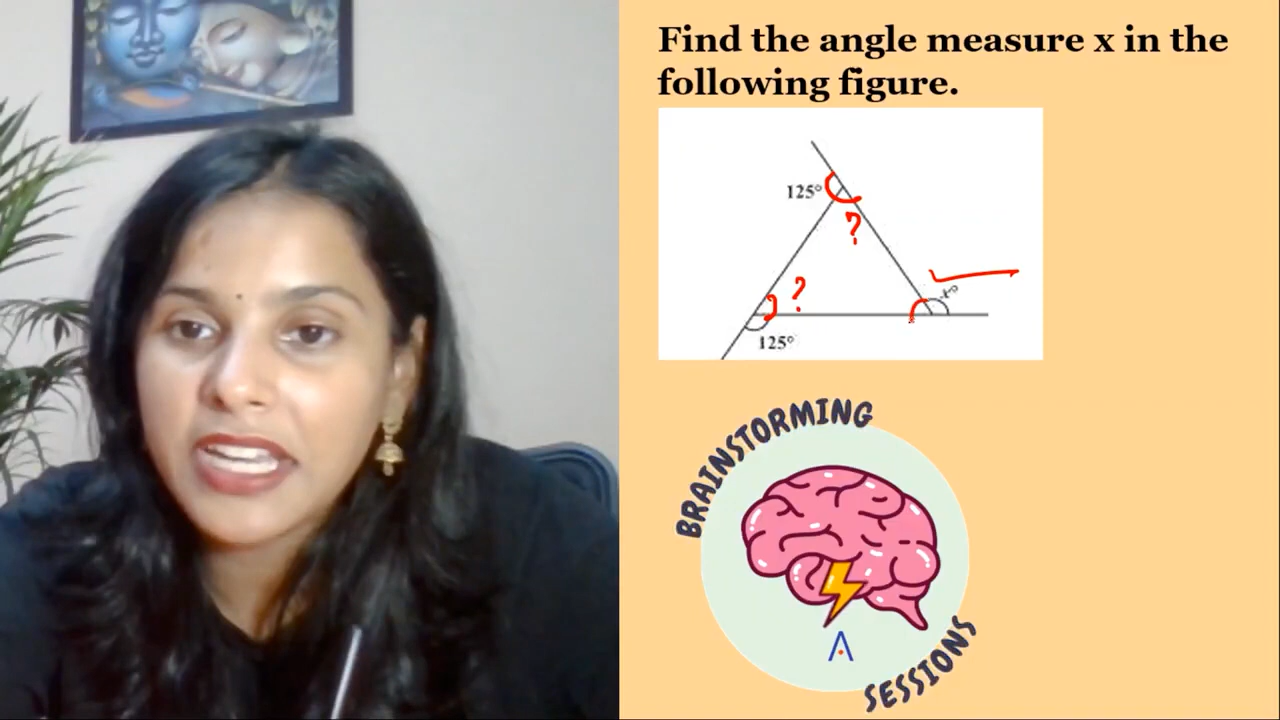 Find the angle measure x in the
following figure.
125°
?
?
x°
125°
BRAINSTORMING
A
SESSIONS